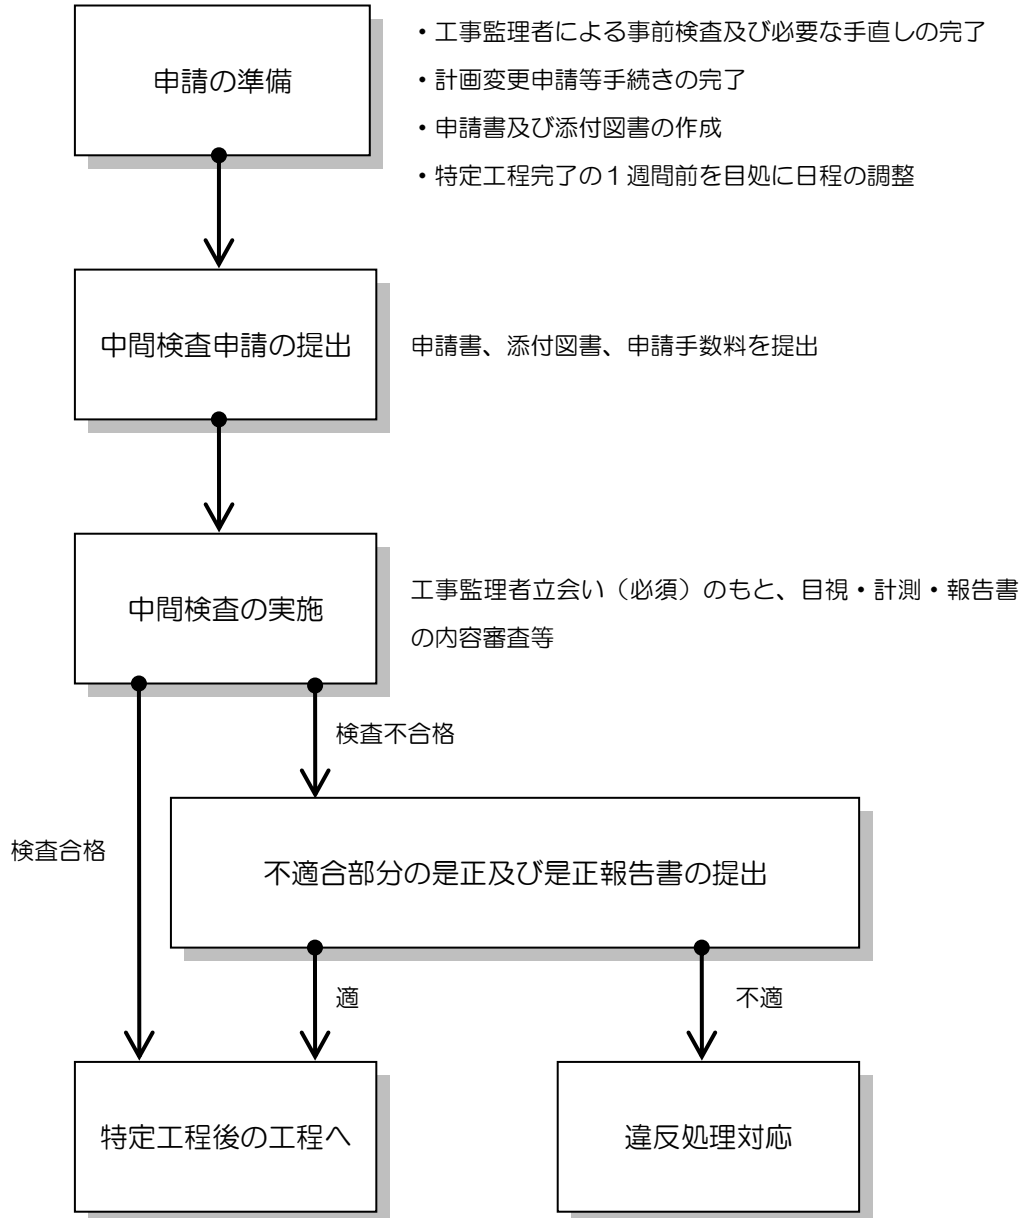 申請の準備
・工事監理者による事前検査及び必要な手直しの完了
・計画変更申請等手続きの完了
・申請書及び添付図書の作成
・特定工程完了の１週間前を目処に日程の調整
中間検査申請の提出
申請書、添付図書、申請手数料を提出
中間検査の実施
工事監理者立会い（必須）のもと、目視・計測・報告書
の内容審査等
検査不合格
検査合格
不適合部分の是正及び是正報告書の提出
適
不適
特定工程後の工程へ
違反処理対応